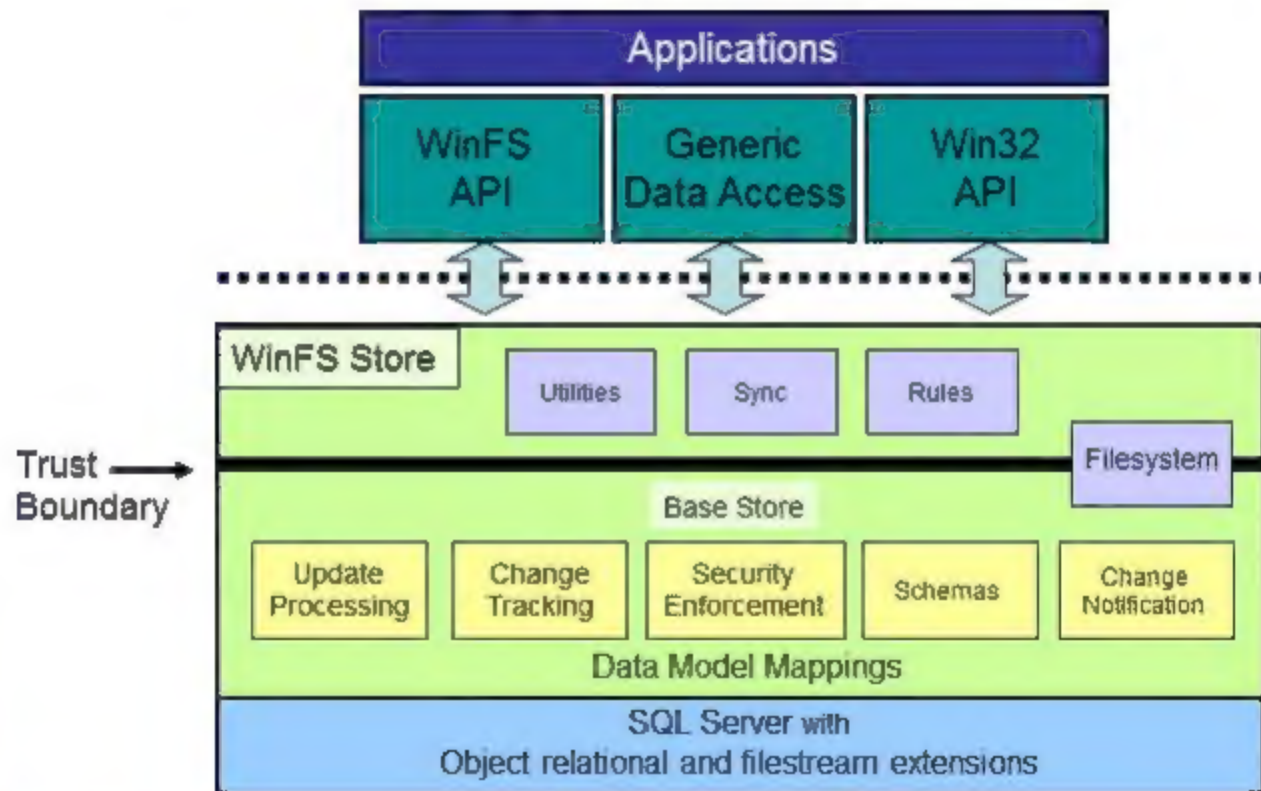 Applications
WinFS
API
Generic
Data Access
Win32
API
WinFS Store
Utilities
Sync
Rules
Filesystem
Trust
Boundary
Base Store
Update
Processing
Change
Tracking
Security
Enforcement
Schemas
Change
Notification
Data Model Mappings
SQL Server with
Object relational and filestream extensions